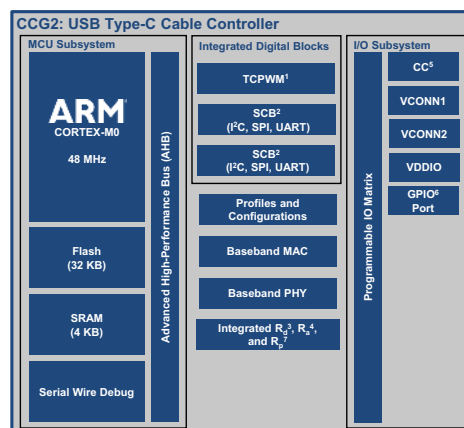 CCG2: USB Type-C Cable Controller
MCU Subsystem
ARM®
CORTEX-M0
48 MHz
Flash
(32 KB)
SRAM
(4 KB)
Serial Wire Debug
Advanced High-Performance Bus (AHB)
Integrated Digital Blocks
TCPWM¹
SCB²
(I²C, SPI, UART)
SCB²
(I²C, SPI, UART)
Profiles and
Configurations
Baseband MAC
Baseband PHY
Integrated Rd³, Ra⁴,
and Rp⁷
I/O Subsystem
Programmable IO Matrix
CC⁵
VCONN1
VCONN2
VDDIO
GPIO⁶
Port